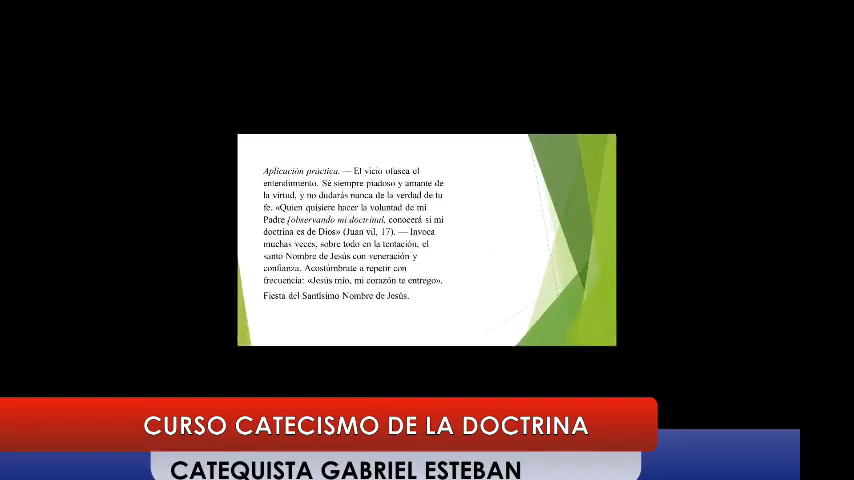 Aplicación práctica. — El vicio ofusca el
entendimiento. Sé siempre piadoso y amante de
la virtud, y no dudarás nunca de la verdad de tu
fe. «Quien quisiere hacer la voluntad de mi
Padre [observando mi doctrinal, conocerá si mi
doctrina es de Dios» (Juan vil, 17). — Invoca
muchas veces, sobre todo en la tentación, el
santo Nombre de Jesús con veneración y
confianza. Acostúmbrate a repetir con
frecuencia: «Jesús mío, mi corazón te entrego».
Fiesta del Santísimo Nombre de Jesús.
CURSO CATECISMO DE LA DOCTRINA
CATEQUISTA GABRIEL ESTEBAN